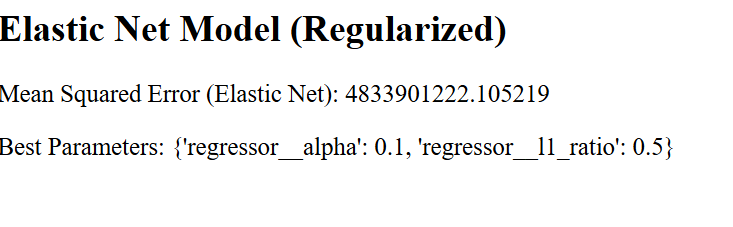 Elastic Net Model (Regularized)
Mean Squared Error (Elastic Net): 4833901222.105219
Best Parameters: {'regressor__alpha': 0.1, 'regressor__l1_ratio': 0.5}